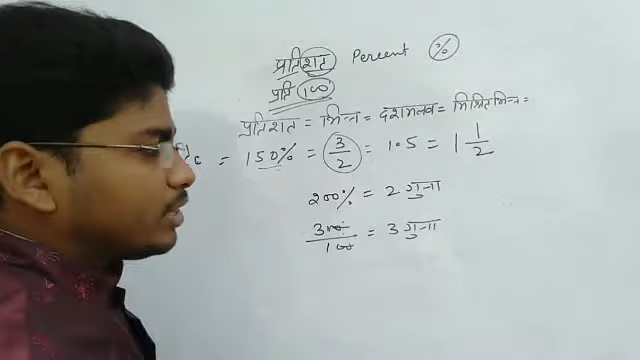 प्रतिशत Percent %
प्रति 100
प्रतिशत = भिन्न = दशमलव = मिश्रित भिन्न =
= 150% = 3/2 = 1.5 = 1 1/2
200% = 2 गुना
300/100 = 3 गुना